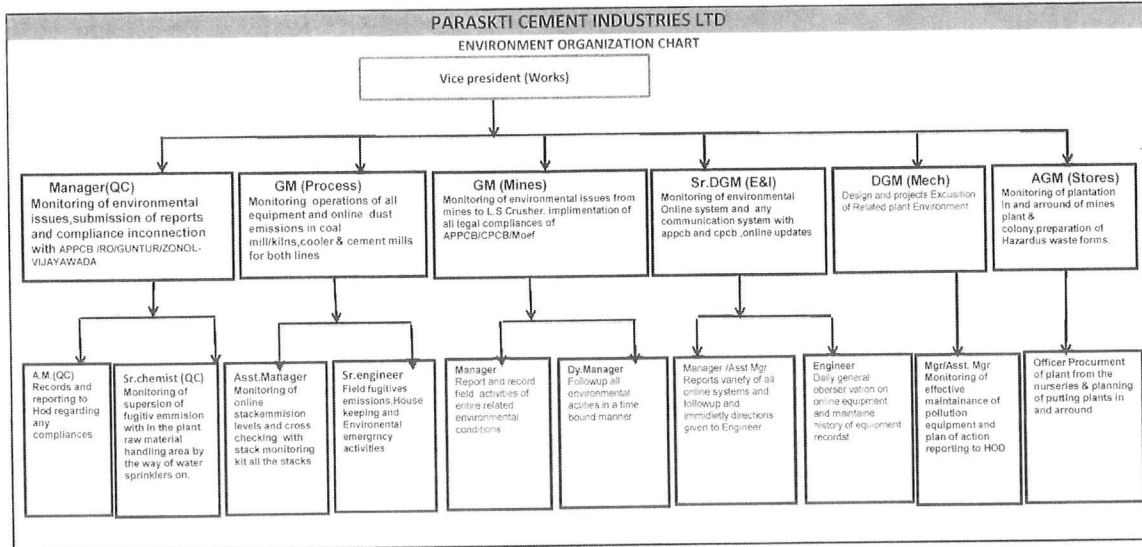 PARASKTI CEMENT INDUSTRIES LTD
ENVIRONMENT ORGANIZATION CHART
Vice president (Works)
Manager(QC)
Monitoring of environmental
issues,submission of reports
and compliance inconnection
with APPCB /RO/GUNTUR/ZONOL-
VIJAYAWADA
GM (Process)
Monitoring operations of all
equipment and online dust
emissions in coal
mill/kilns,cooler & cement mills
for both lines
GM (Mines)
Monitoring of environmental issues from
mines to L.S Crusher. implimentation of
all legal compliances of
APPCB/CPCB/Moef
Sr.DGM (E&I)
Monitoring of environmental
Online system and any
communication system with
appcb and cpcb ,online updates
DGM (Mech)
Design and projects Excusition
of Related plant Environment
AGM (Stores)
Monitoring of plantation
in and arround of mines
plant &
colony,preparation of
Hazardus waste forms.
A.M.(QC)
Records and
reporting to
Hod regarding
any
compliances
Sr.chemist (QC)
Monitoring of
supersion of
fugitiv emmision
with in the plant
raw material
handling area by
the way of water
sprinklers on.
Asst.Manager
Monitoring of
online
stackemmision
levels and cross
checking with
stack monitoring
kit all the stacks
Sr.engineer
Field fugitives
emissions,House
keeping and
Environental
emergrncy
activities
Manager
Report and record
field activities of
entire related
environmental
conditions
Dy.Manager
Followup all
environmental
actifies in a time
bound manner
Manager /Asst Mgr
Reports variety of all
online systems and
followup and
immidietly directions
given to Engineer
Engineer
Daily general
oberservation on
online equipment
and maintaine
history of equipment
recordst
Mgr/Asst. Mgr
Monitoring of
effective
maintainance of
pollution
equipment and
plan of action
reporting to HOD
Officer Procurment
of plant from the
nurseries & planning
of putling plants in
and arround